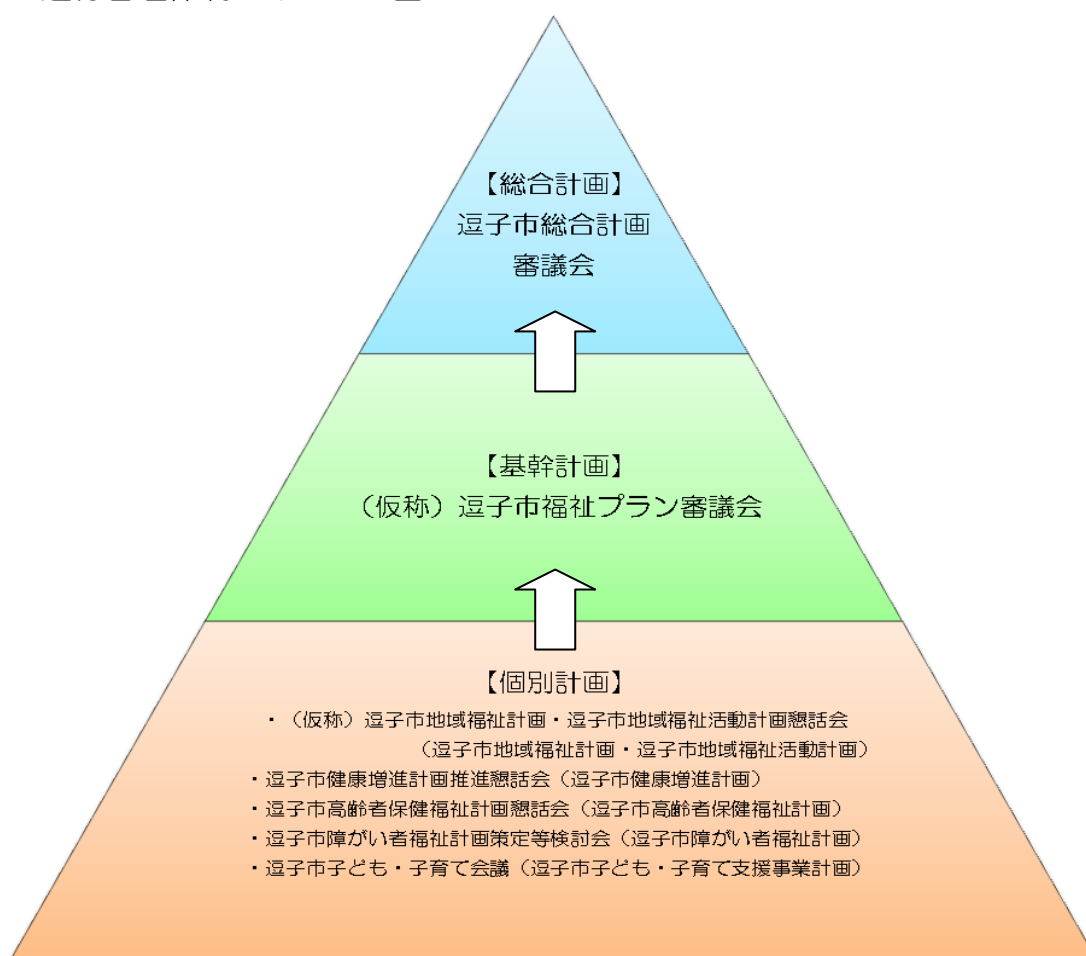 【総合計画】
逗子市総合計画
審議会
【基幹計画】
（仮称）逗子市福祉プラン審議会
【個別計画】
・（仮称）逗子市地域福祉計画・逗子市地域福祉活動計画懇話会
（逗子市地域福祉計画・逗子市地域福祉活動計画）
・逗子市健康増進計画推進懇話会（逗子市健康増進計画）
・逗子市高齢者保健福祉計画懇話会（逗子市高齢者保健福祉計画）
・逗子市障がい者福祉計画策定等検討会（逗子市障がい者福祉計画）
・逗子市子ども・子育て会議（逗子市子ども・子育て支援事業計画）